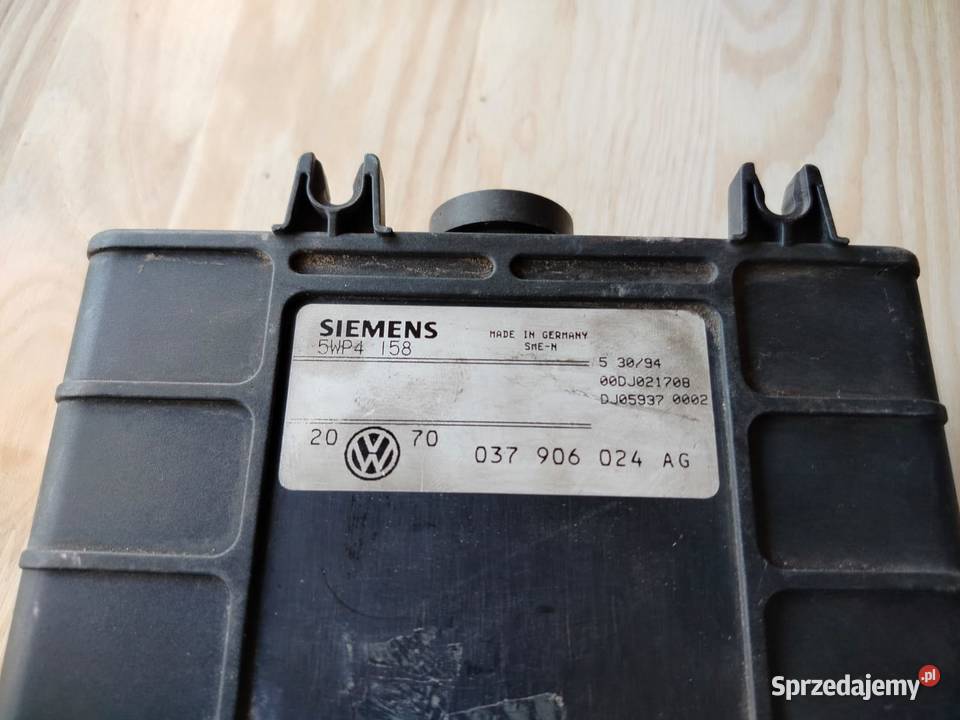 SIEMENS
5WP4 158
MADE IN GERMANY
SME-N
5 30/94
00DJ021708
DJ05937 0002
20 VW 70
037 906 024 AG
Sprzedajemy.pl